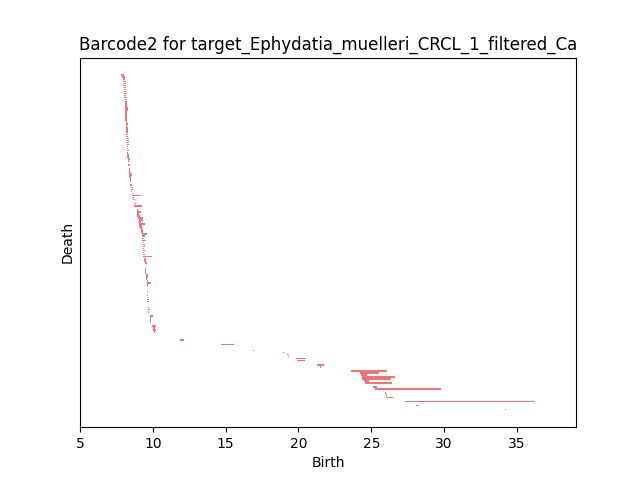 Barcode2 for target_Ephydatia_muelleri_CRCL_1_filtered_Ca
Death
5 10 15 20 25 30 35
Birth